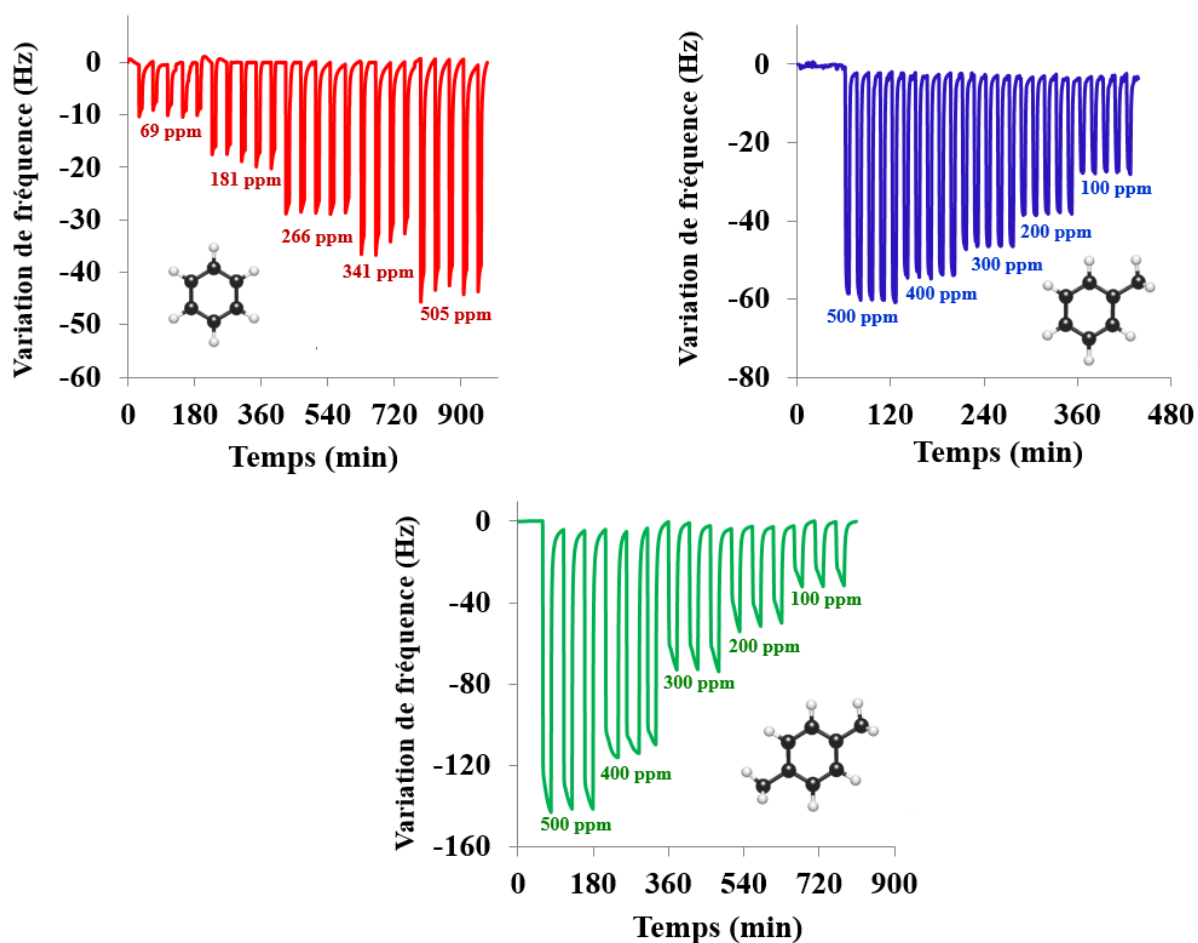 Variation de fréquence (Hz)
0
-10
-20
-30
-40
-50
-60
69 ppm
181 ppm
266 ppm
341 ppm
505 ppm
0 180 360 540 720 900
Temps (min)
Variation de fréquence (Hz)
0
-20
-40
-60
-80
100 ppm
200 ppm
300 ppm
400 ppm
500 ppm
0 120 240 360 480
Temps (min)
Variation de fréquence (Hz)
0
-40
-80
-120
-160
100 ppm
200 ppm
300 ppm
400 ppm
500 ppm
0 180 360 540 720 900
Temps (min)